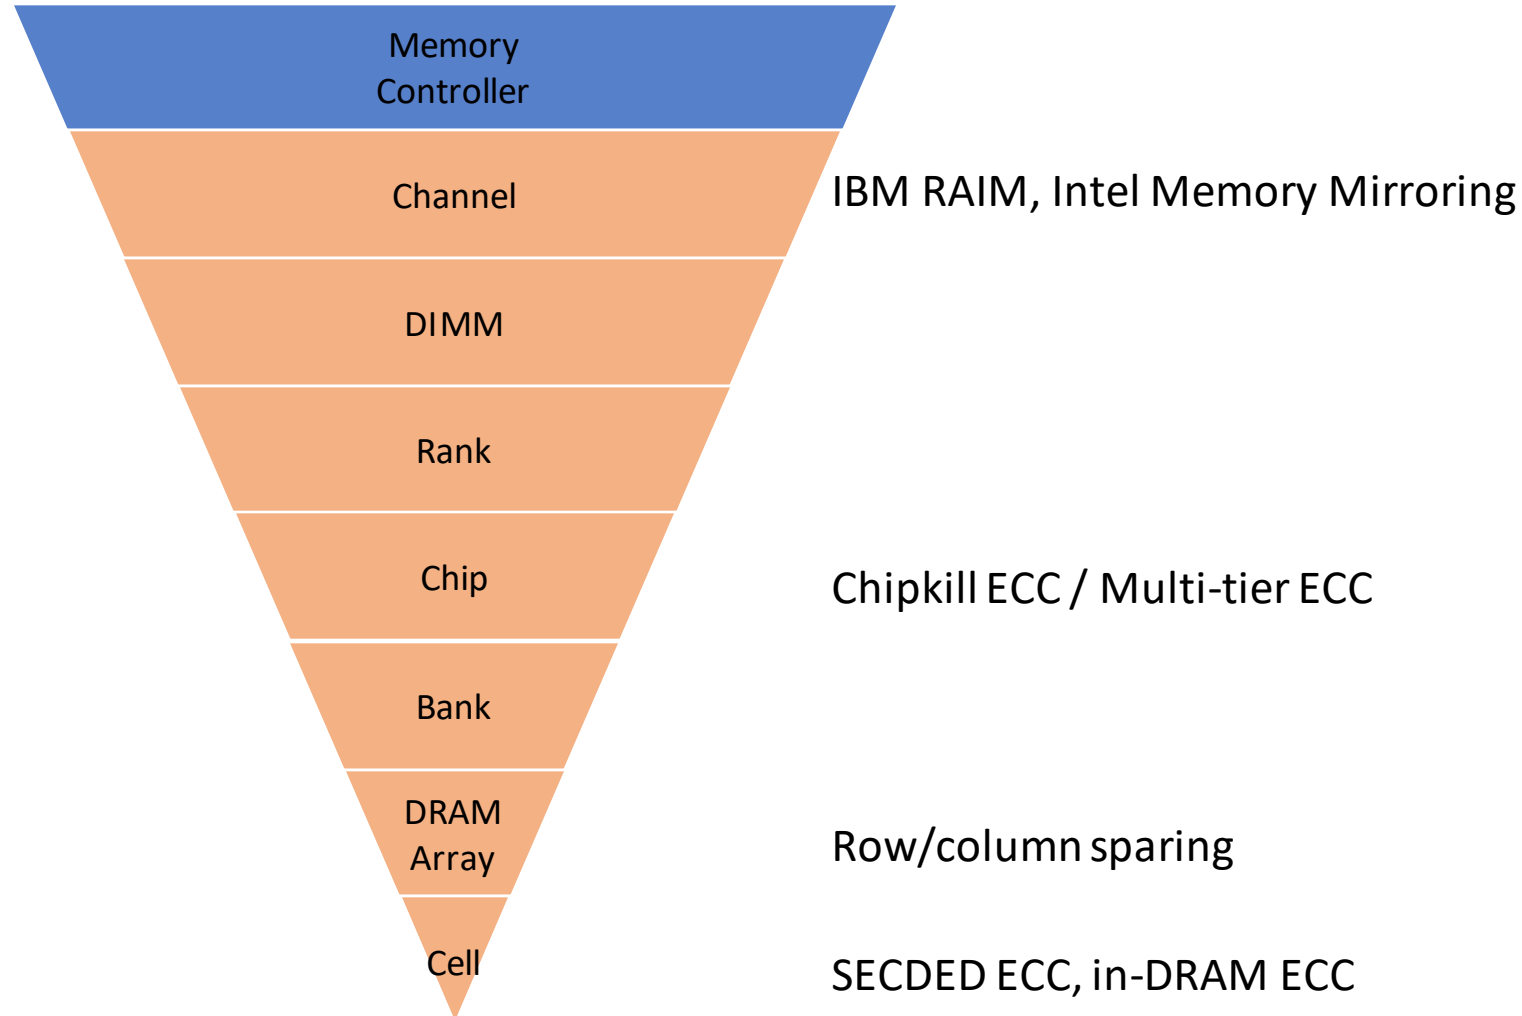 Memory
Controller
Channel
IBM RAIM, Intel Memory Mirroring
DIMM
Rank
Chip
Chipkill ECC / Multi-tier ECC
Bank
DRAM
Array
Row/column sparing
Cell
SECDED ECC, in-DRAM ECC